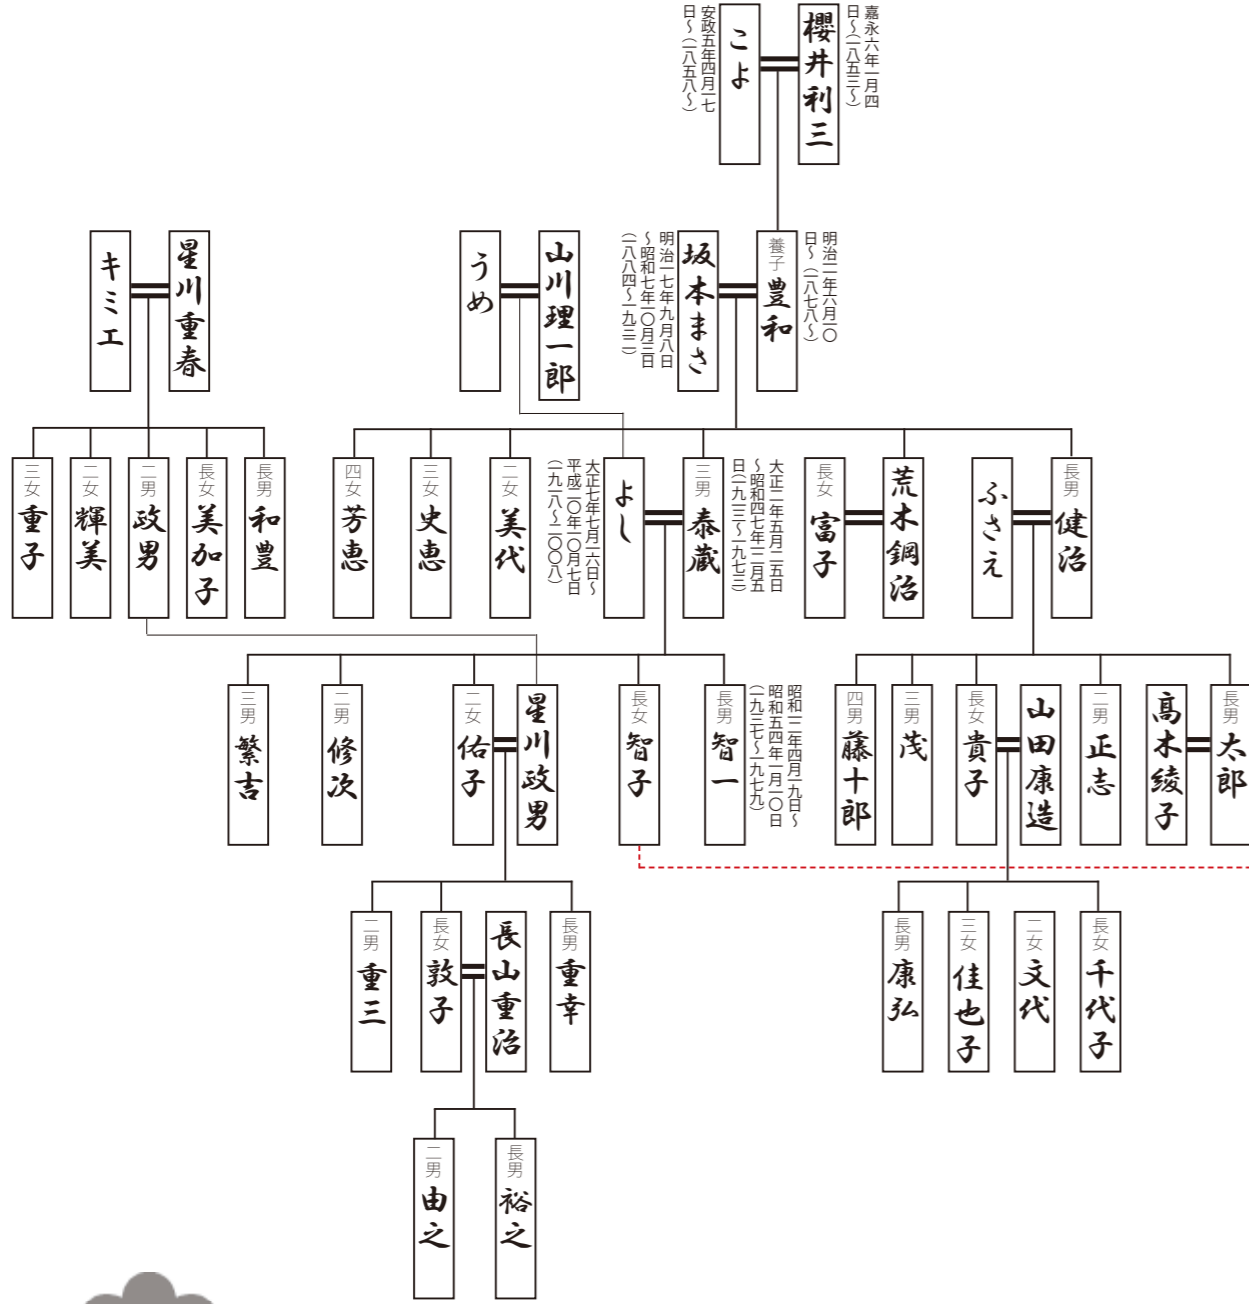 嘉永六年一月四
日～（一八五三～）
櫻井利三
こよ
安政五年四月一七
日～（一八五八～）
明治一一年六月一〇
日～（一八七八～）
養子 豊和
坂本まさ
明治一七年九月八日
～昭和七年一〇月三日
（一八八四～一九三二）
山川理一郎
うめ
星川重春
キミエ
長男 健治
ふさえ
荒木鋼治
長女 富子
大正二年五月二五日
～昭和四七年一二月五
日（一九一三～一九七三）
三男 泰蔵
よし
大正七年七月一六日～
平成二〇年一〇月七日
（一九一八～二〇〇八）
二女 美代
三女 史恵
四女 芳恵
長男 和豊
長女 美加子
二男 政男
二女 輝美
三女 重子
長男 太郎
高木綾子
二男 正志
山田康造
長女 貴子
三男 茂
四男 藤十郎
昭和一二年四月一九日～
昭和五四年一月一〇日
（一九三七～一九七九）
長男 智一
長女 智子
星川政男
二女 佑子
二男 修次
三男 繁吉
長女 千代子
二女 文代
三女 佳也子
長男 康弘
長男 重幸
長山重治
長女 敦子
二男 重三
長男 裕之
二男 由之